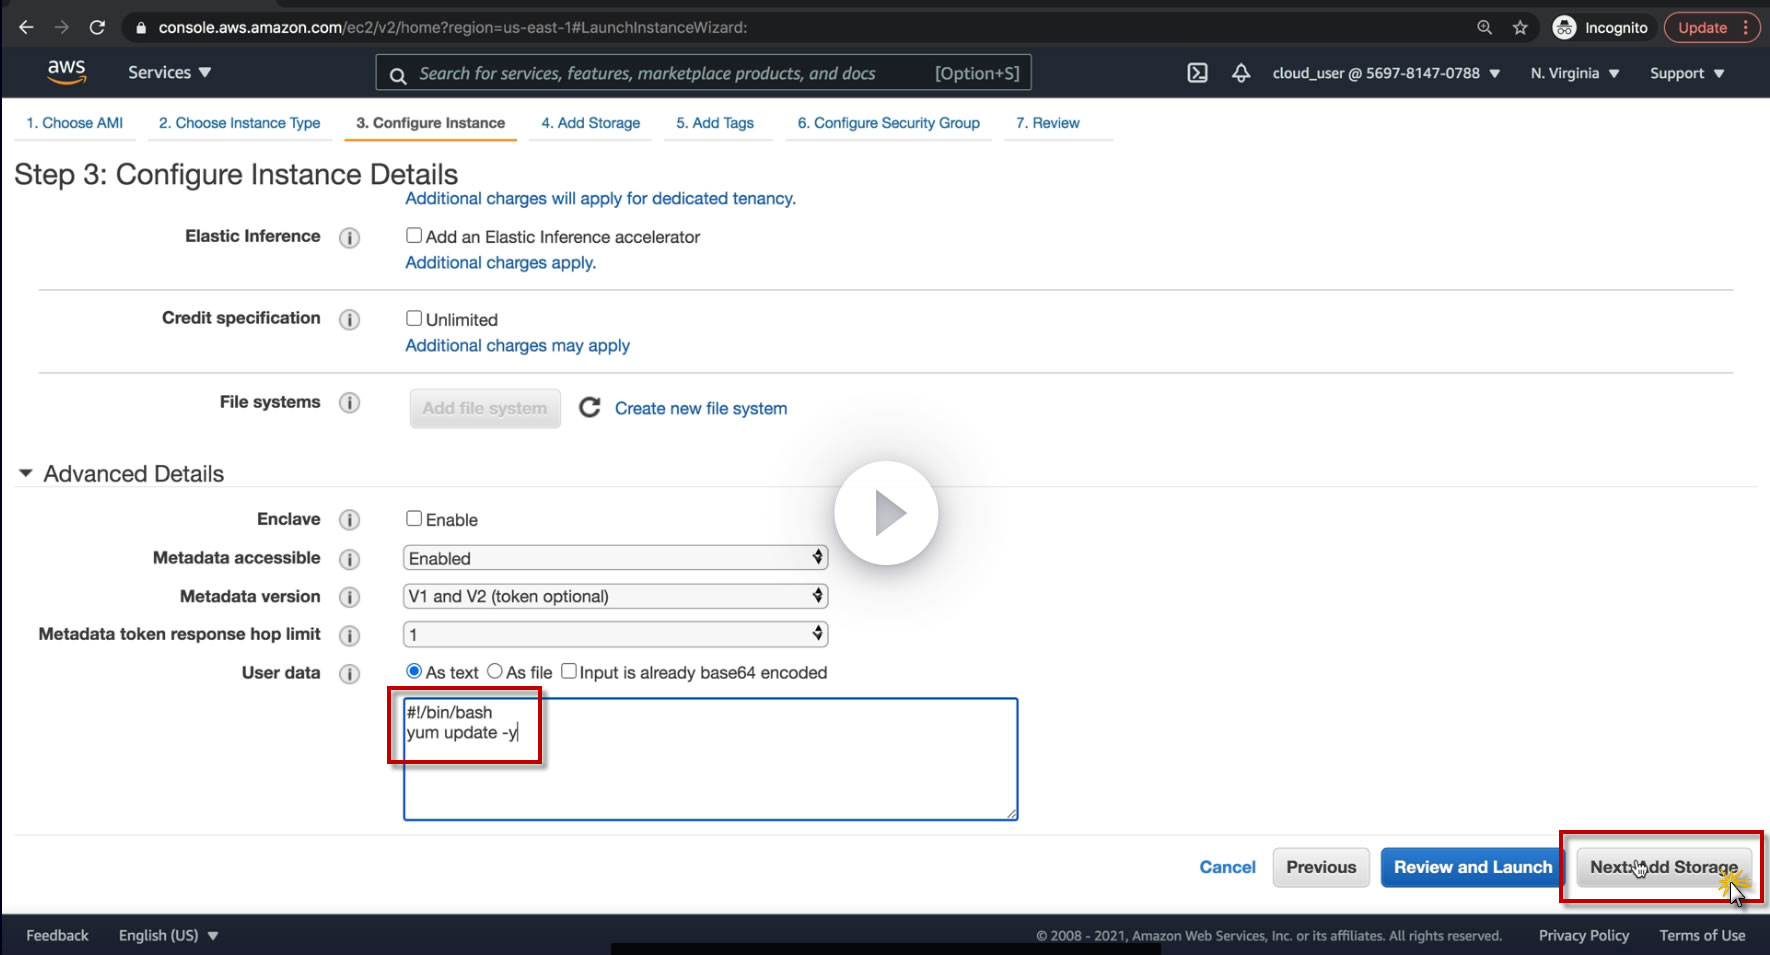 console.aws.amazon.com/ec2/v2/home?region=us-east-1#LaunchInstanceWizard:
Incognito
Update
aws
Services
Search for services, features, marketplace products, and docs
[Option+S]
cloud_user @ 5697-8147-0788
N. Virginia
Support
1. Choose AMI
2. Choose Instance Type
3. Configure Instance
4. Add Storage
5. Add Tags
6. Configure Security Group
7. Review
Step 3: Configure Instance Details
Additional charges will apply for dedicated tenancy.
Elastic Inference
Add an Elastic Inference accelerator
Additional charges apply.
Credit specification
Unlimited
Additional charges may apply
File systems
Add file system
Create new file system
Advanced Details
Enclave
Enable
Metadata accessible
Enabled
Metadata version
V1 and V2 (token optional)
Metadata token response hop limit
1
User data
As text
As file
Input is already base64 encoded
#!/bin/bash
yum update -y
Cancel
Previous
Review and Launch
Next: Add Storage
Feedback
English (US)
© 2008 - 2021, Amazon Web Services, Inc. or its affiliates. All rights reserved.
Privacy Policy
Terms of Use